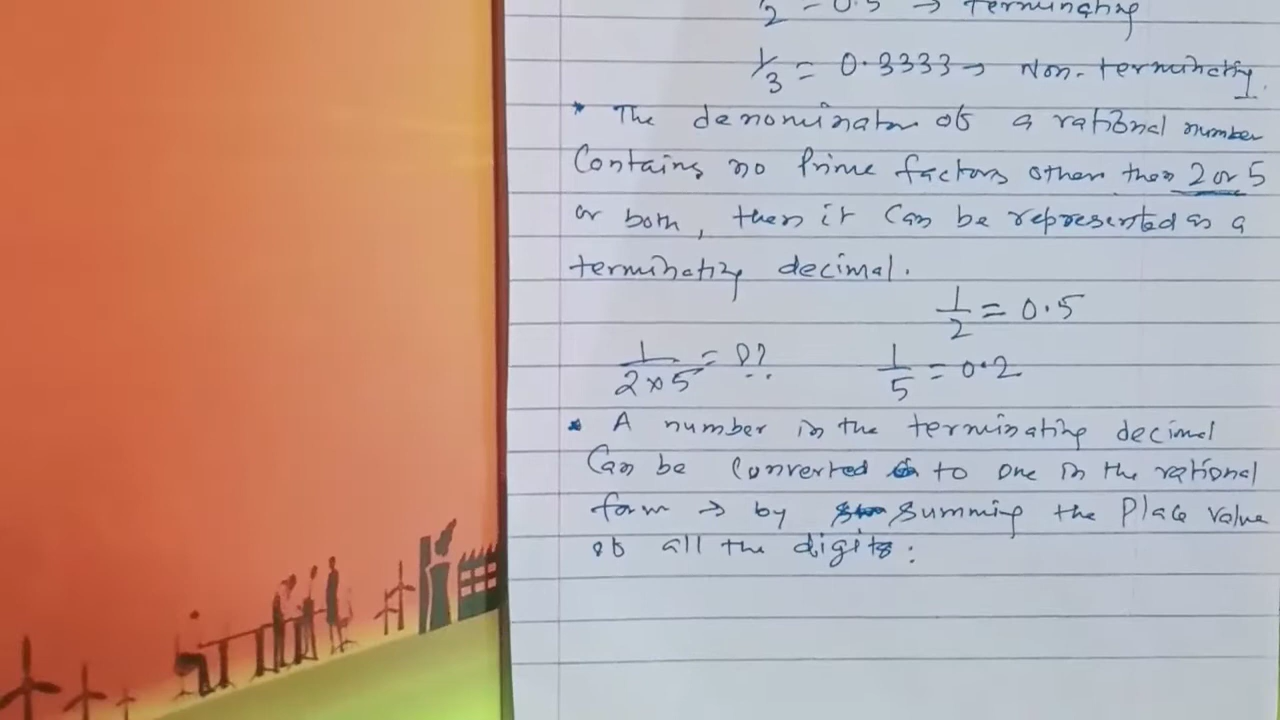 1/2 = 0.5 → Terminating
1/3 = 0.3333 → Non-terminating.
* The denominator of a rational number
Contains no Prime factors other then 2 or 5
or both, then it can be represented as a
terminating decimal.
1/2 = 0.5
1/(2×5) = ?? 1/5 = 0.2
* A number in the terminating decimal
Can be Converted to one in the rational
form → by summing the Place value
of all the digits: